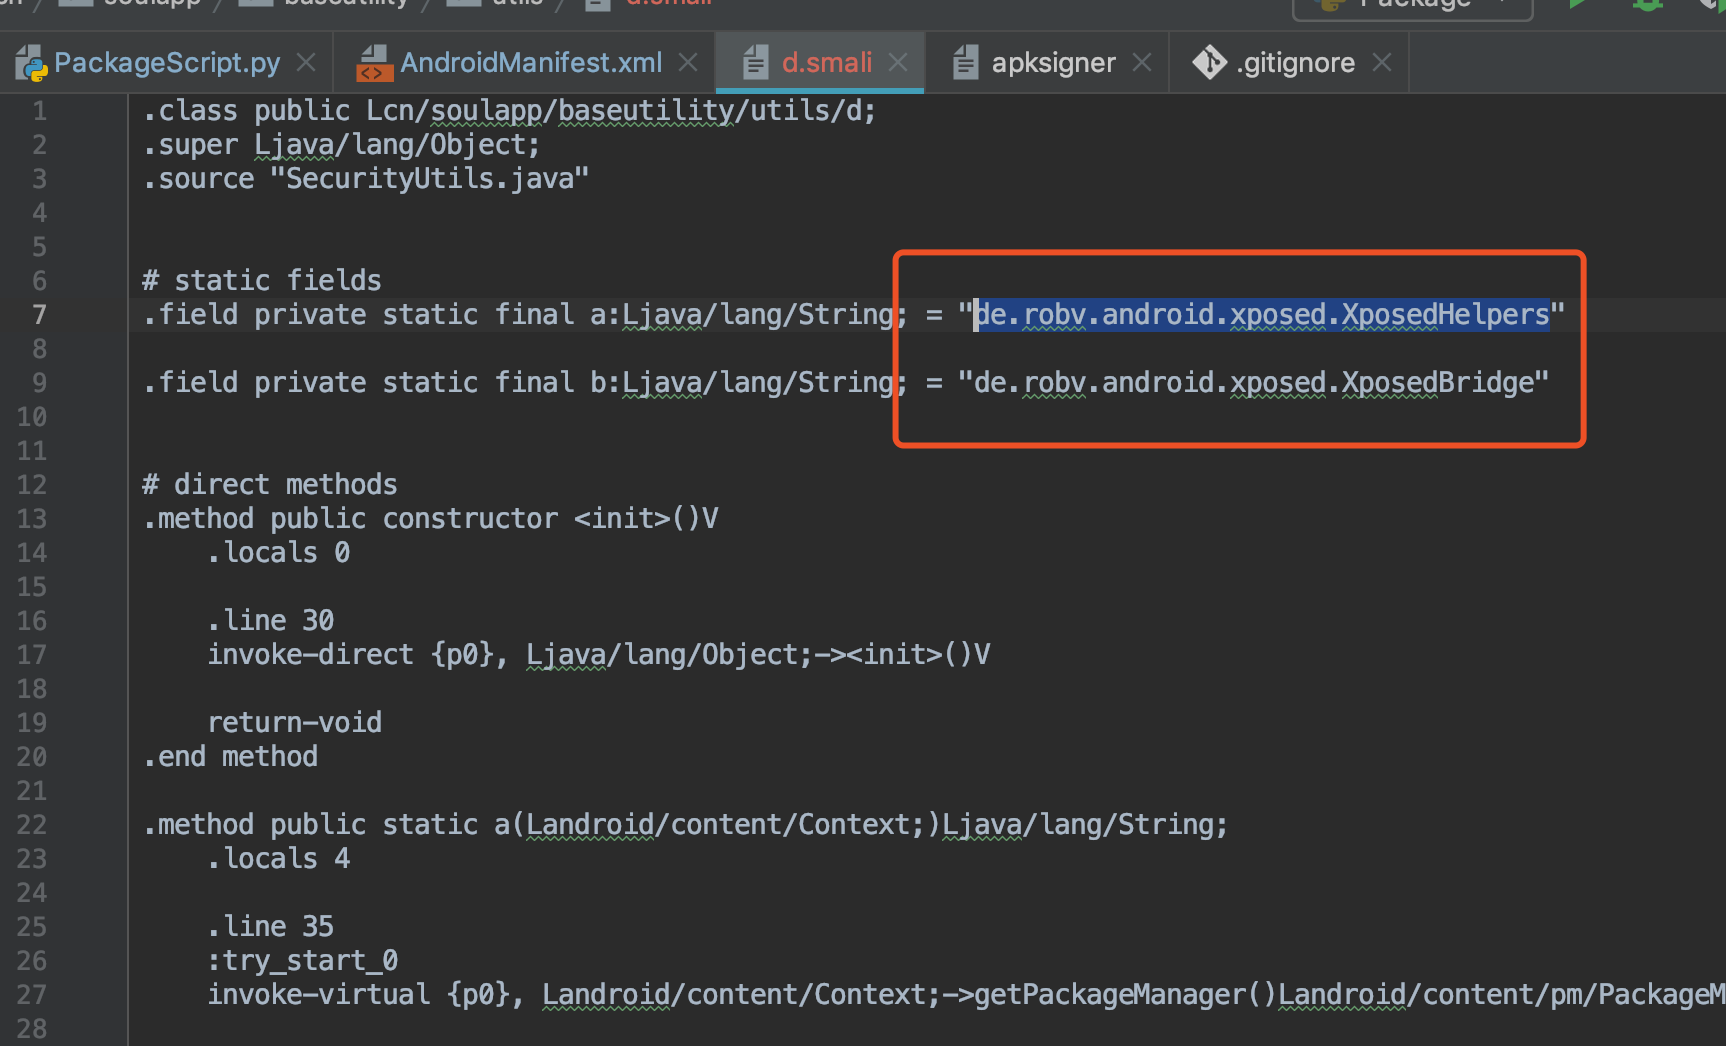 soulapp / baseutility / utils / d.smali Package
PackageScript.py AndroidManifest.xml d.smali apksigner .gitignore
1 .class public Lcn/soulapp/baseutility/utils/d;
2 .super Ljava/lang/Object;
3 .source "SecurityUtils.java"
4
5
6 # static fields
7 .field private static final a:Ljava/lang/String; = "de.robv.android.xposed.XposedHelpers"
8
9 .field private static final b:Ljava/lang/String; = "de.robv.android.xposed.XposedBridge"
10
11
12 # direct methods
13 .method public constructor <init>()V
14 .locals 0
15
16 .line 30
17 invoke-direct {p0}, Ljava/lang/Object;-><init>()V
18
19 return-void
20 .end method
21
22 .method public static a(Landroid/content/Context;)Ljava/lang/String;
23 .locals 4
24
25 .line 35
26 :try_start_0
27 invoke-virtual {p0}, Landroid/content/Context;->getPackageManager()Landroid/content/pm/PackageM
28